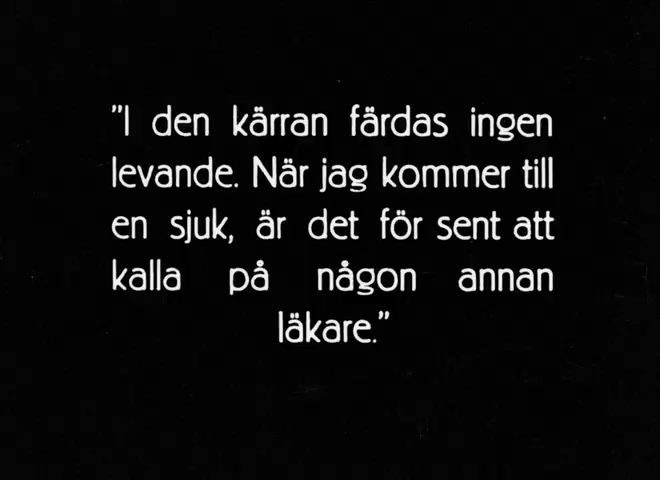 "I den kärran färdas ingen
levande. När jag kommer till
en sjuk, är det för sent att
kalla på någon annan
läkare."